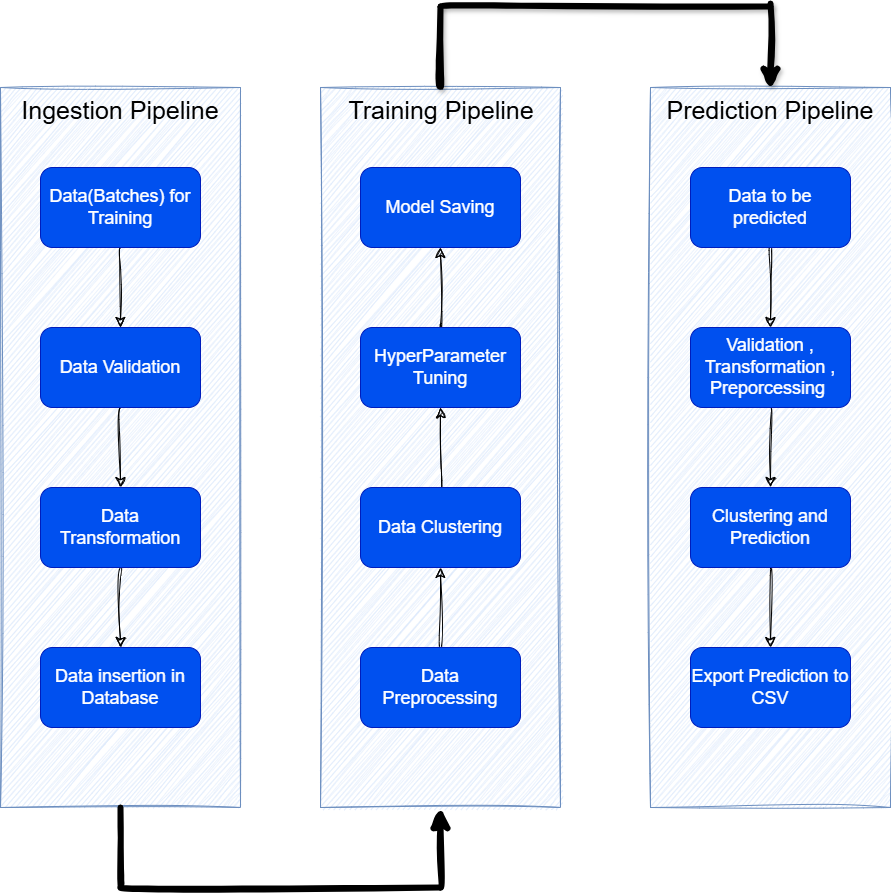 Ingestion Pipeline
Data(Batches) for
Training
Data Validation
Data
Transformation
Data insertion in
Database
Training Pipeline
Model Saving
HyperParameter
Tuning
Data Clustering
Data
Preprocessing
Prediction Pipeline
Data to be
predicted
Validation ,
Transformation ,
Preporcessing
Clustering and
Prediction
Export Prediction to
CSV